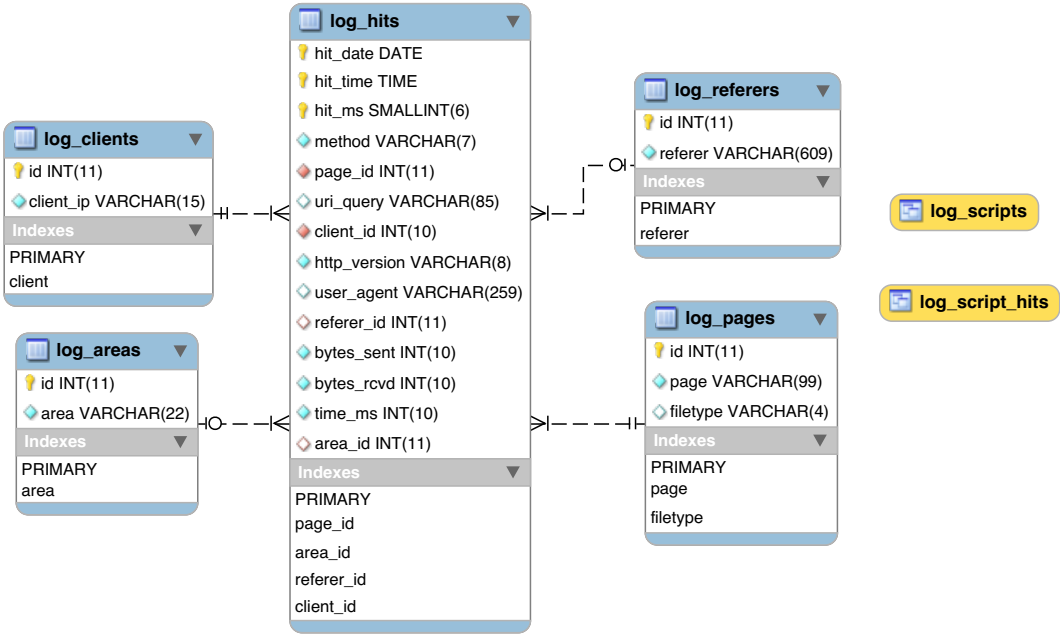 log_hits
hit_date DATE
hit_time TIME
hit_ms SMALLINT(6)
method VARCHAR(7)
page_id INT(11)
uri_query VARCHAR(85)
client_id INT(10)
http_version VARCHAR(8)
user_agent VARCHAR(259)
referer_id INT(11)
bytes_sent INT(10)
bytes_rcvd INT(10)
time_ms INT(10)
area_id INT(11)
Indexes
PRIMARY
page_id
area_id
referer_id
client_id
log_clients
id INT(11)
client_ip VARCHAR(15)
Indexes
PRIMARY
client
log_areas
id INT(11)
area VARCHAR(22)
Indexes
PRIMARY
area
log_referers
id INT(11)
referer VARCHAR(609)
Indexes
PRIMARY
referer
log_pages
id INT(11)
page VARCHAR(99)
filetype VARCHAR(4)
Indexes
PRIMARY
page
filetype
log_scripts
log_script_hits